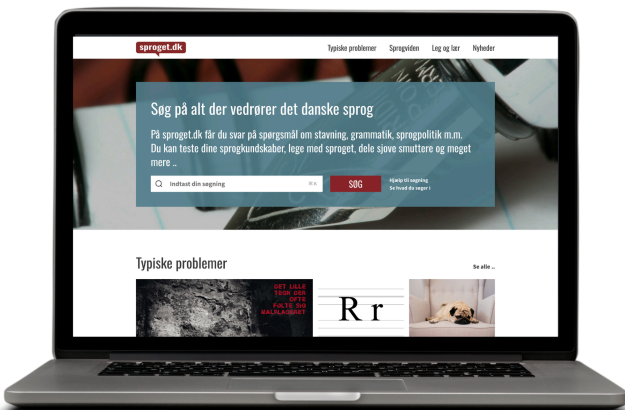 sproget.dk
Typiske problemer Sprogviden Leg og lær Nyheder
Søg på alt der vedrører det danske sprog
På sproget.dk får du svar på spørgsmål om stavning, grammatik, sprogpolitik m.m.
Du kan teste dine sprogkundskaber, lege med sproget, dele sjove smuttere og meget
mere ..
Indtast din søgning
SØG
Hjælp til søgning
Se hvad du søger i
Typiske problemer
Se alle ..
DET LILLE
TEGN DER
OFTE
R r